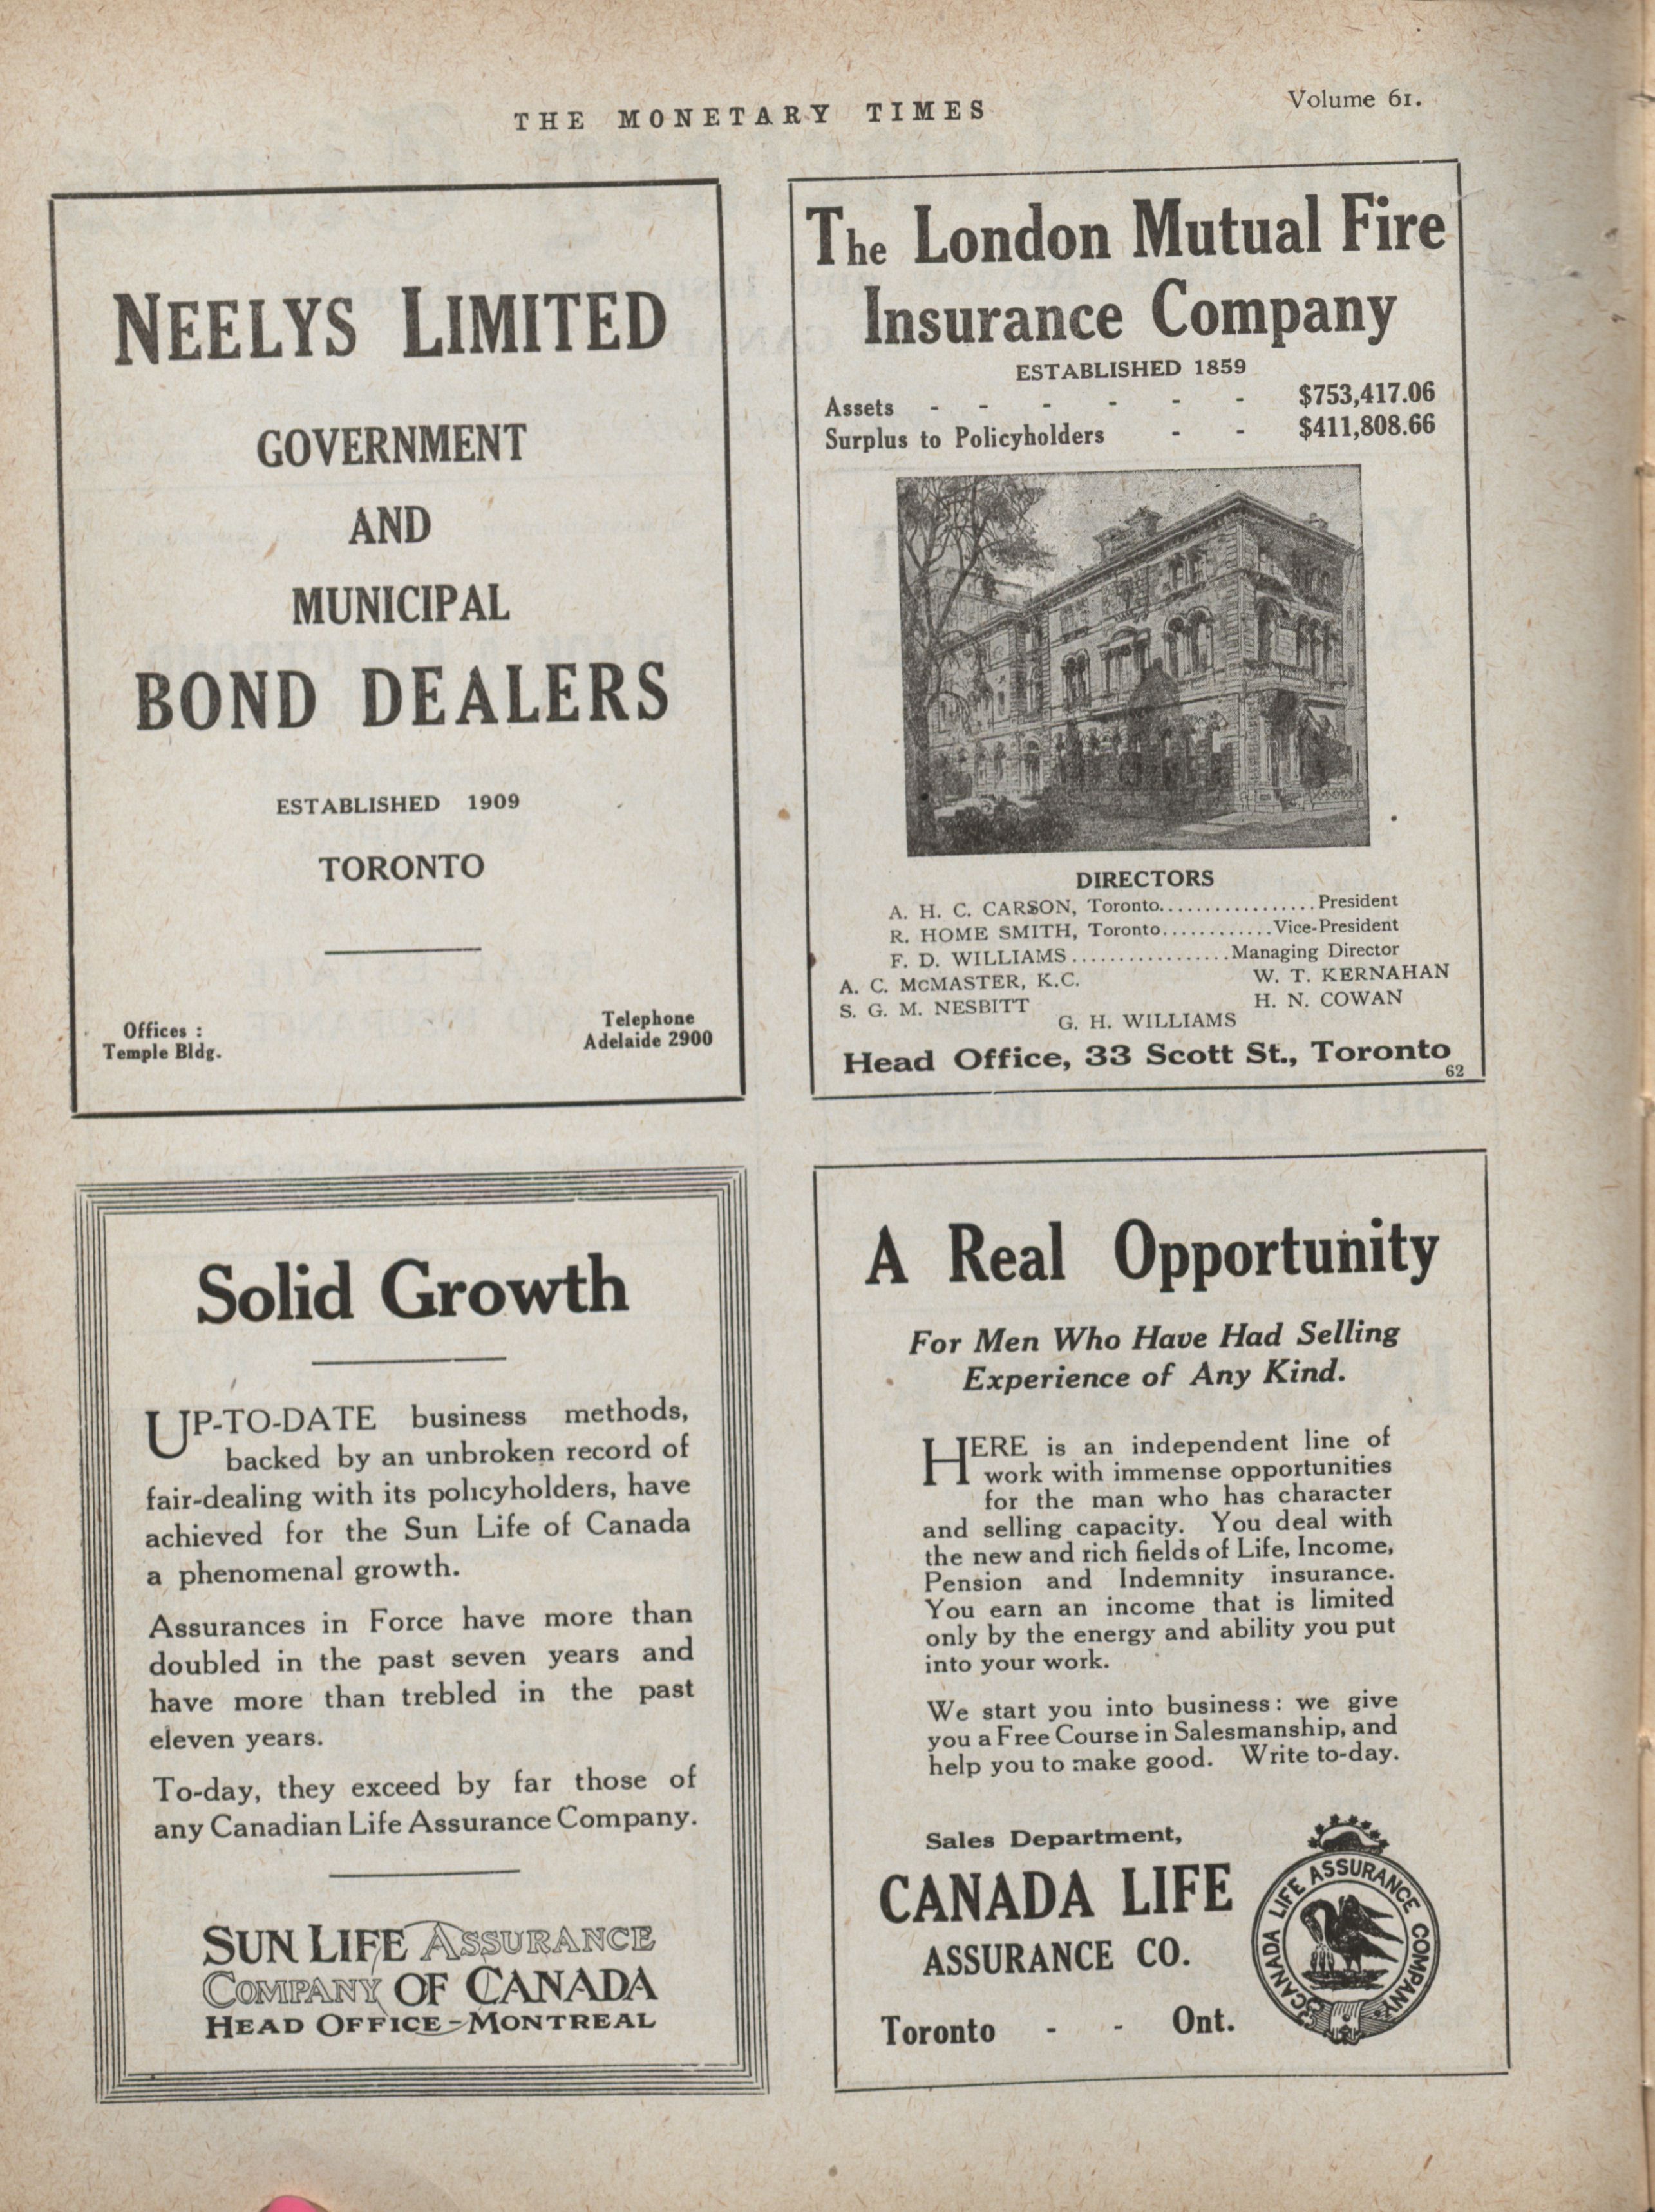 THE MONETARY TIMES
Volume 61.
NEELYS LIMITED
GOVERNMENT
AND
MUNICIPAL
BOND DEALERS
ESTABLISHED 1909
TORONTO
Offices :
Temple Bldg.
Telephone
Adelaide 2900
The London Mutual Fire
Insurance Company
ESTABLISHED 1859
Assets - - - - - - $753,417.06
Surplus to Policyholders - - $411,808.66
DIRECTORS
A. H. C. CARSON, Toronto.................President
R. HOME SMITH, Toronto............Vice-President
F. D. WILLIAMS.................Managing Director
A. C. McMASTER, K.C. W. T. KERNAHAN
S. G. M. NESBITT H. N. COWAN
G. H. WILLIAMS
Head Office, 33 Scott St., Toronto
62
Solid Growth
UP-TO-DATE business methods,
backed by an unbroken record of
fair-dealing with its policyholders, have
achieved for the Sun Life of Canada
a phenomenal growth.
Assurances in Force have more than
doubled in the past seven years and
have more than trebled in the past
eleven years.
To-day, they exceed by far those of
any Canadian Life Assurance Company.
SUN LIFE ASSURANCE
COMPANY OF CANADA
HEAD OFFICE-MONTREAL
A Real Opportunity
For Men Who Have Had Selling
Experience of Any Kind.
HERE is an independent line of
work with immense opportunities
for the man who has character
and selling capacity. You deal with
the new and rich fields of Life, Income,
Pension and Indemnity insurance.
You earn an income that is limited
only by the energy and ability you put
into your work.
We start you into business: we give
you a Free Course in Salesmanship, and
help you to make good. Write to-day.
Sales Department,
CANADA LIFE
ASSURANCE CO.
Toronto - - Ont.
CANADA LIFE ASSURANCE COMPANY